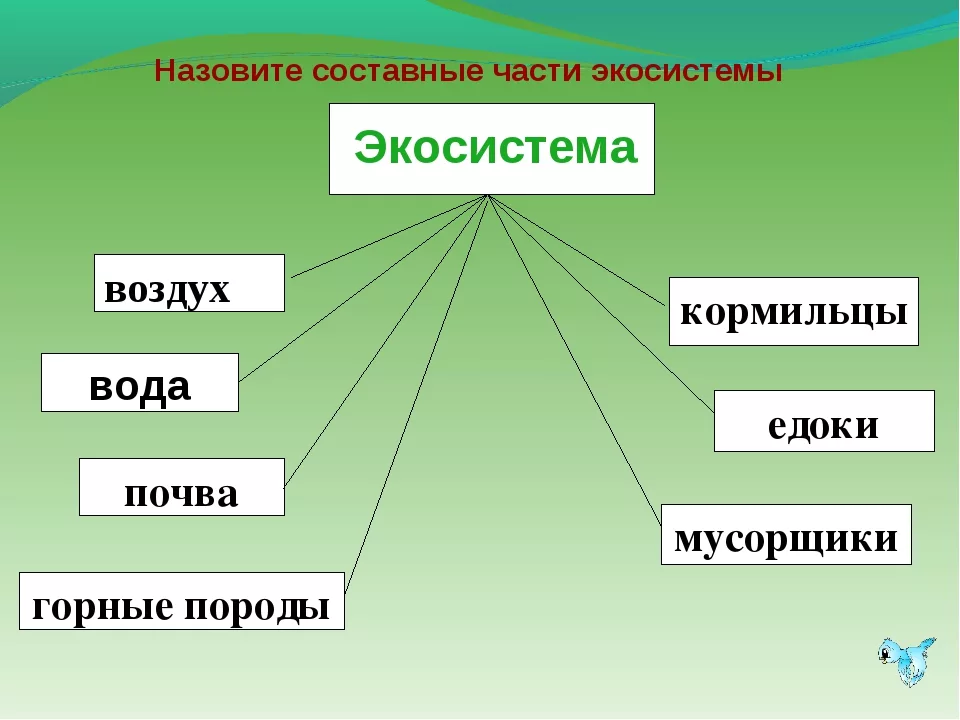 Назовите составные части экосистемы
Экосистема
воздух
вода
почва
горные породы
кормильцы
едоки
мусорщики